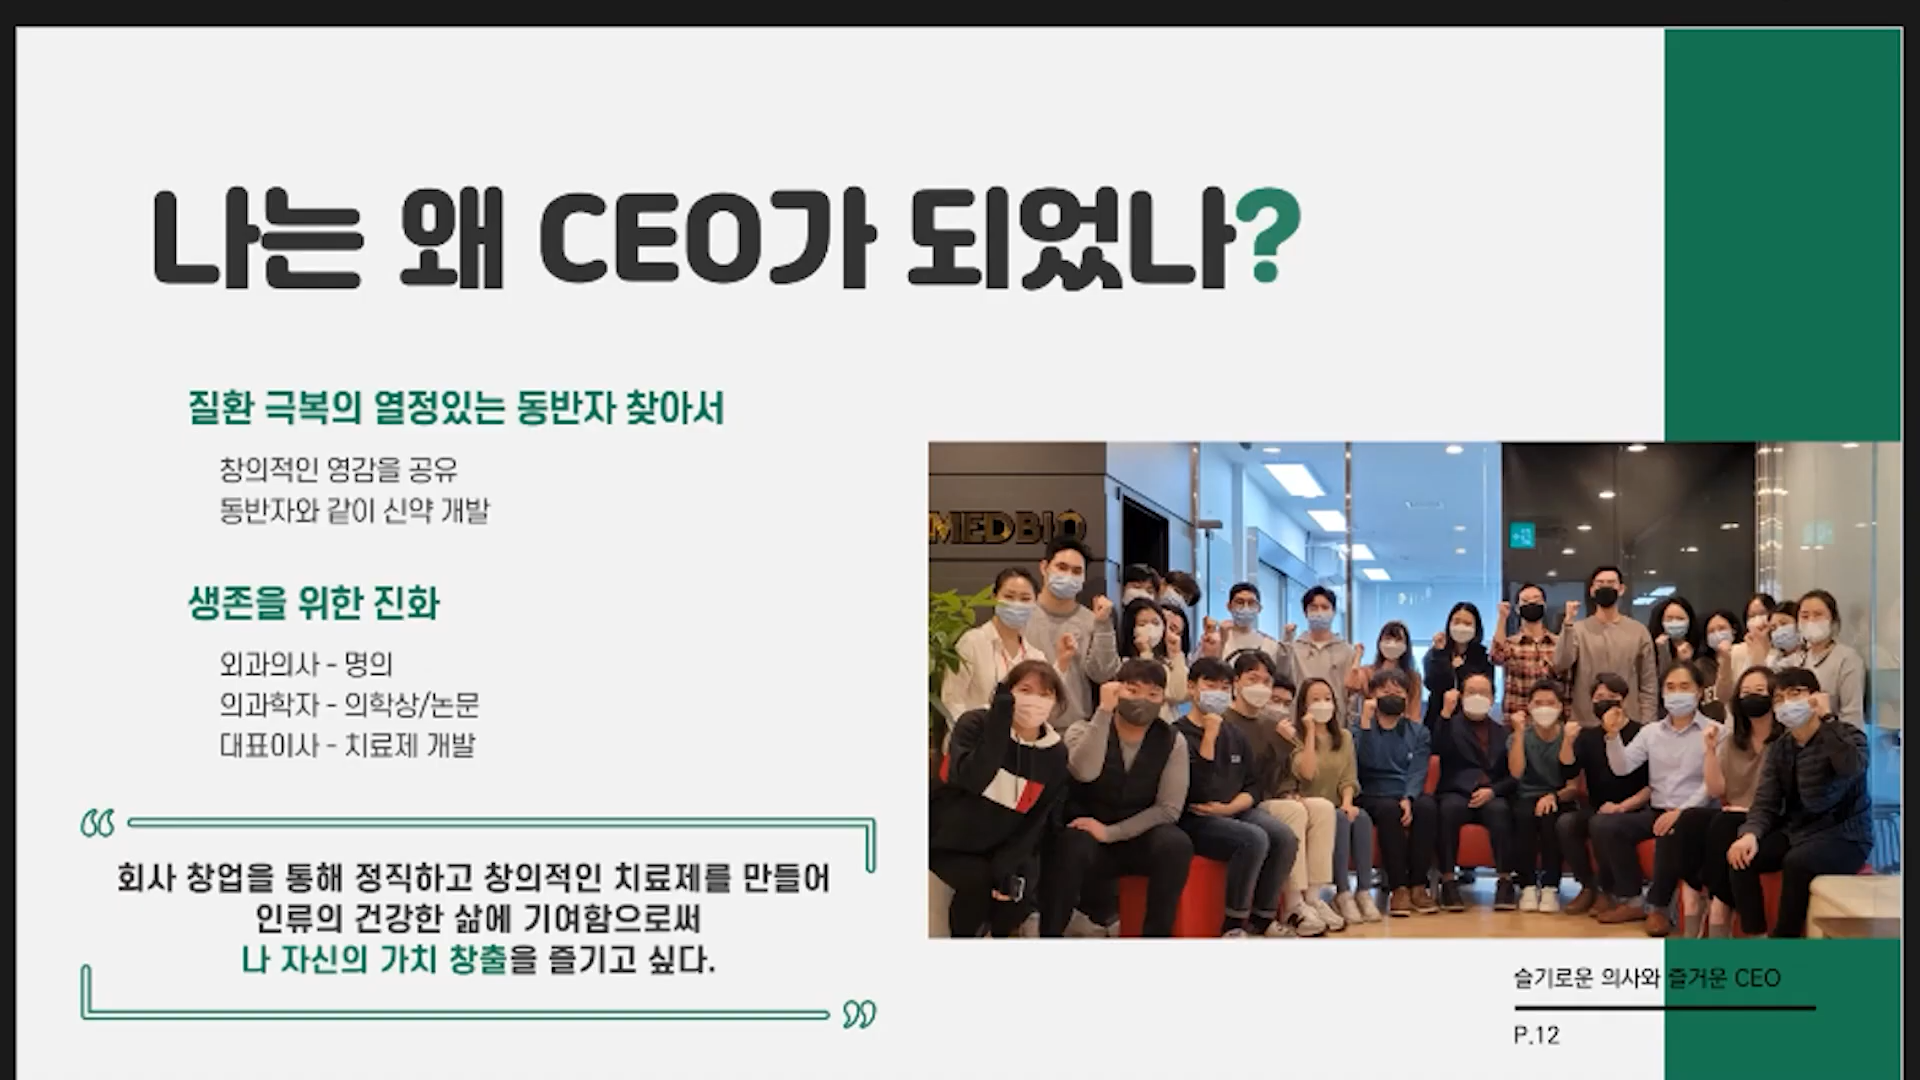 나는 왜 CEO가 되었나?
질환 극복의 열정있는 동반자 찾아서
창의적인 영감을 공유
동반자와 같이 신약 개발
생존을 위한 진화
외과의사 - 명의
의과학자 - 의학상/논문
대표이사 - 치료제 개발
“
회사 창업을 통해 정직하고 창의적인 치료제를 만들어
인류의 건강한 삶에 기여함으로써
나 자신의 가치 창출을 즐기고 싶다.
”
MEDBIO
슬기로운 의사와 즐거운 CEO
P.12